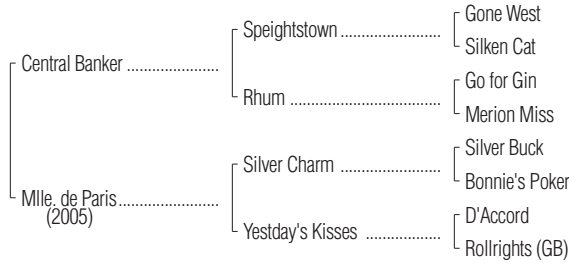 Gone West
Speightstown ........................
Silken Cat
Central Banker ......................
Go for Gin
Rhum .....................................
Merion Miss
Silver Buck
Silver Charm ........................
Bonnie's Poker
Mlle. de Paris ........................
(2005)
D'Accord
Yestday's Kisses ..................
Rollrights (GB)